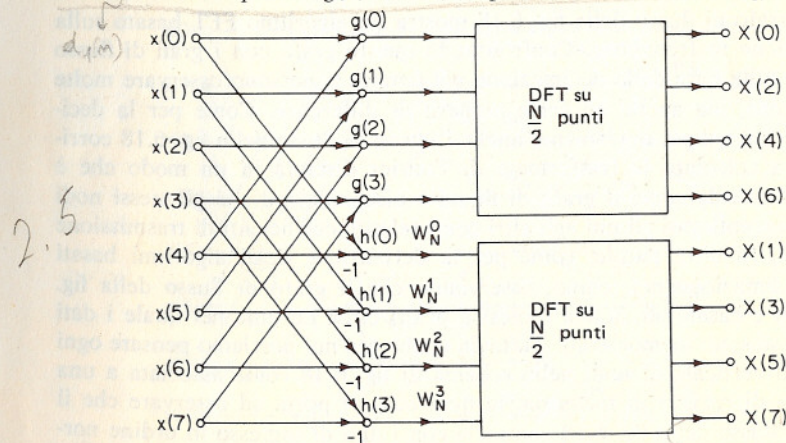 x(0) g(0) X(0)
x(1) g(1) X(2)
x(2) g(2) X(4)
x(3) g(3) X(6)
DFT su
N
2 punti
x(4) -1 h(0) W_N^0 X(1)
x(5) -1 h(1) W_N^1 X(3)
x(6) -1 h(2) W_N^2 X(5)
x(7) -1 h(3) W_N^3 X(7)
DFT su
N
2 punti
2.5